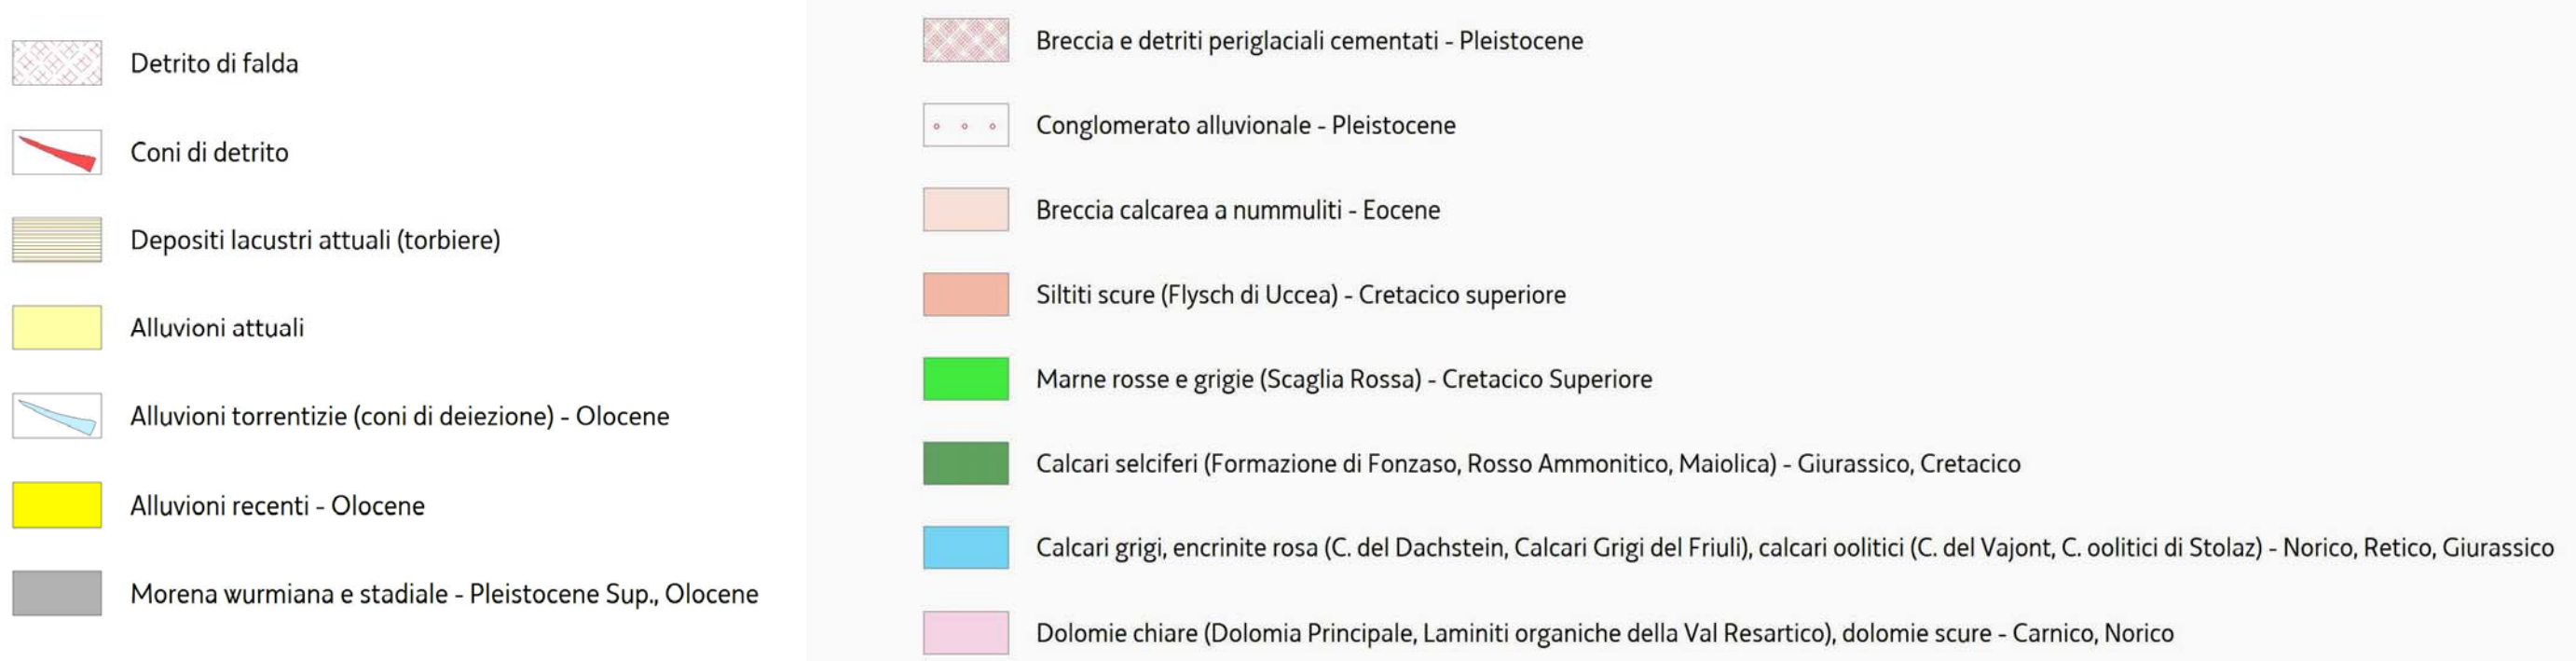 Detrito di falda
Coni di detrito
Depositi lacustri attuali (torbiere)
Alluvioni attuali
Alluvioni torrentizie (coni di deiezione) - Olocene
Alluvioni recenti - Olocene
Morena wurmiana e stadiale - Pleistocene Sup., Olocene
Breccia e detriti periglaciali cementati - Pleistocene
Conglomerato alluvionale - Pleistocene
Breccia calcarea a nummuliti - Eocene
Siltiti scure (Flysch di Uccea) - Cretacico superiore
Marne rosse e grigie (Scaglia Rossa) - Cretacico Superiore
Calcari selciferi (Formazione di Fonzaso, Rosso Ammonitico, Maiolica) - Giurassico, Cretacico
Calcari grigi, encrinite rosa (C. del Dachstein, Calcari Grigi del Friuli), calcari oolitici (C. del Vajont, C. oolitici di Stolaz) - Norico, Retico, Giurassico
Dolomie chiare (Dolomia Principale, Laminiti organiche della Val Resartico), dolomie scure - Carnico, Norico